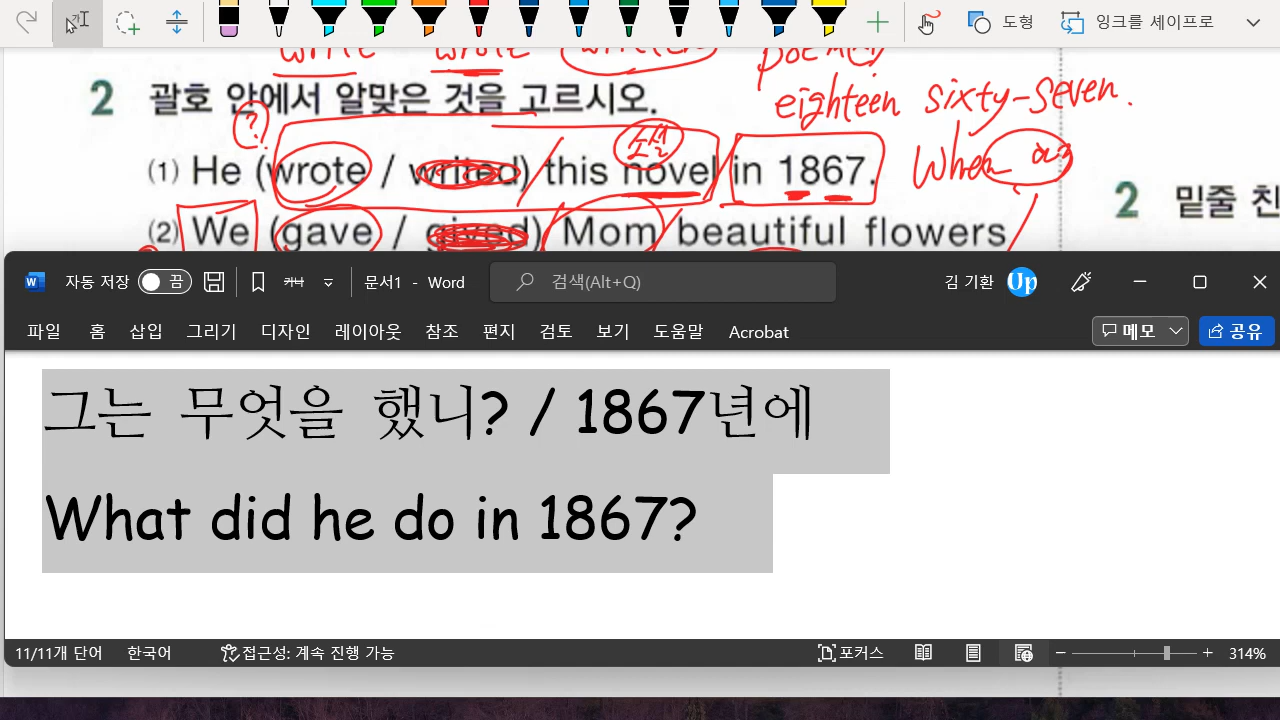 도형
잉크를 셰이프로
write wrote written
eighteen sixty-seven.
2 괄호 안에서 알맞은 것을 고르시오.
?
소설
(1) He (wrote / writed) this novel in 1867.
When
2 밑줄 친
(2) We (gave / gived) Mom beautiful flowers
자동 저장 끔 문서1 - Word 검색(Alt+Q) 김 기환 Up
파일 홈 삽입 그리기 디자인 레이아웃 참조 편지 검토 보기 도움말 Acrobat 메모 공유
그는 무엇을 했니? / 1867년에
What did he do in 1867?
11/11개 단어 한국어 접근성: 계속 진행 가능 포커스 314%